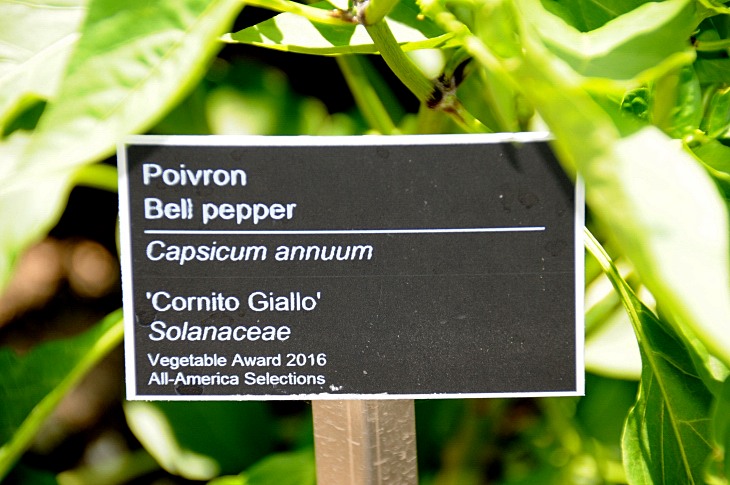 Poivron
Bell pepper
Capsicum annuum
'Cornito Giallo'
Solanaceae
Vegetable Award 2016
All-America Selections